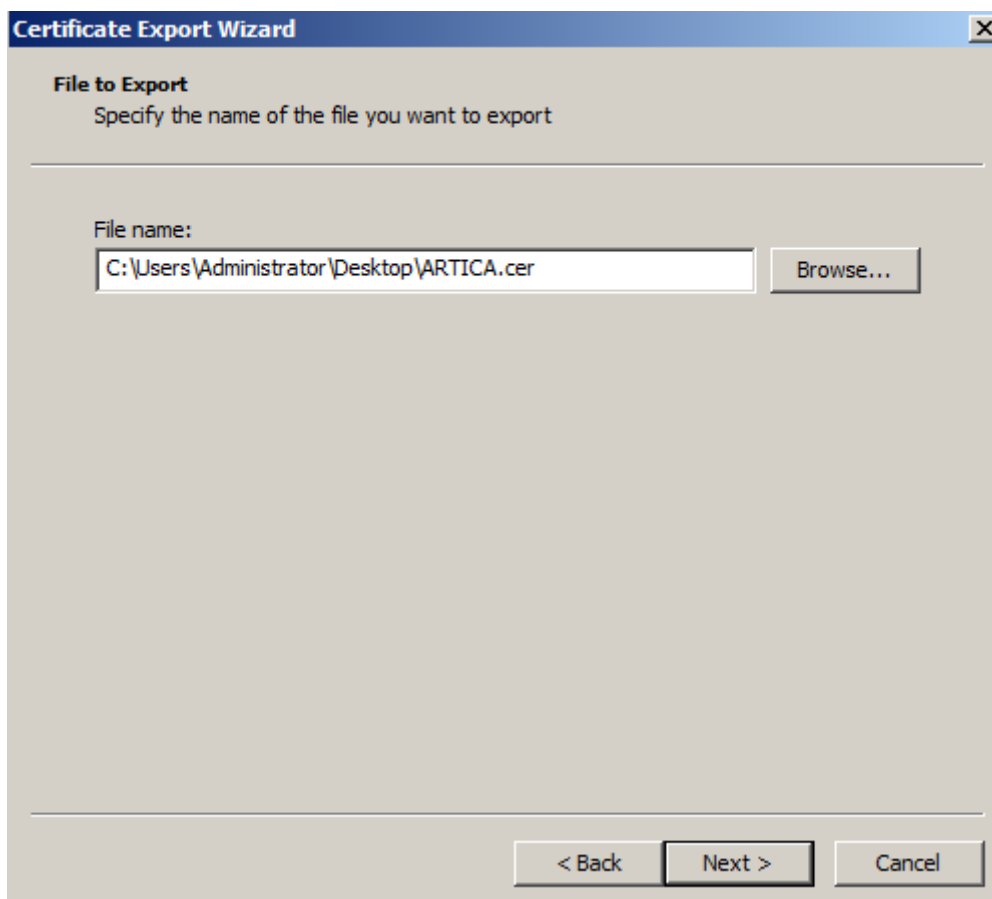 Certificate Export Wizard
File to Export
Specify the name of the file you want to export
File name:
C:\Users\Administrator\Desktop\ARTICA.cer
Browse...
< Back
Next >
Cancel